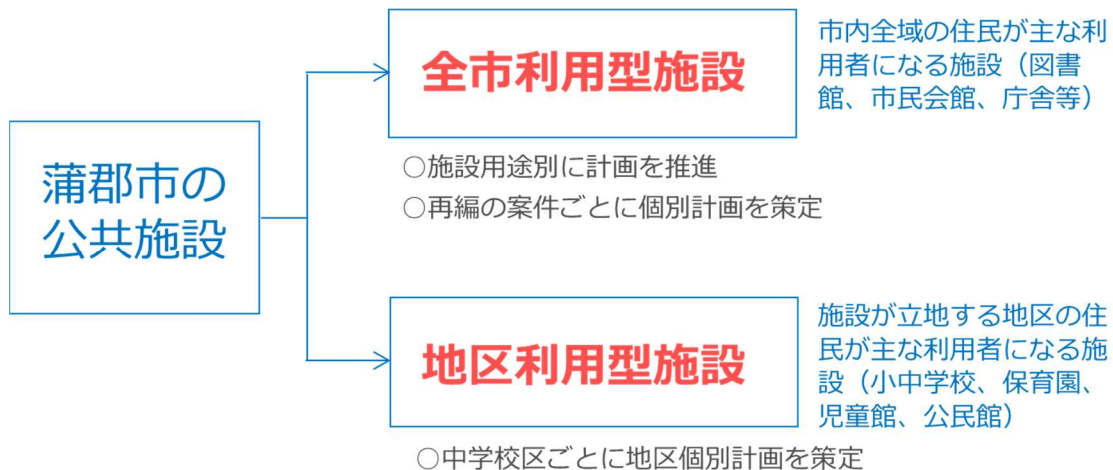 蒲郡市の
公共施設
全市利用型施設
市内全域の住民が主な利
用者になる施設（図書
館、市民会館、庁舎等）
○施設用途別に計画を推進
○再編の案件ごとに個別計画を策定
地区利用型施設
施設が立地する地区の住
民が主な利用者になる施
設（小中学校、保育園、
児童館、公民館）
○中学校区ごとに地区個別計画を策定